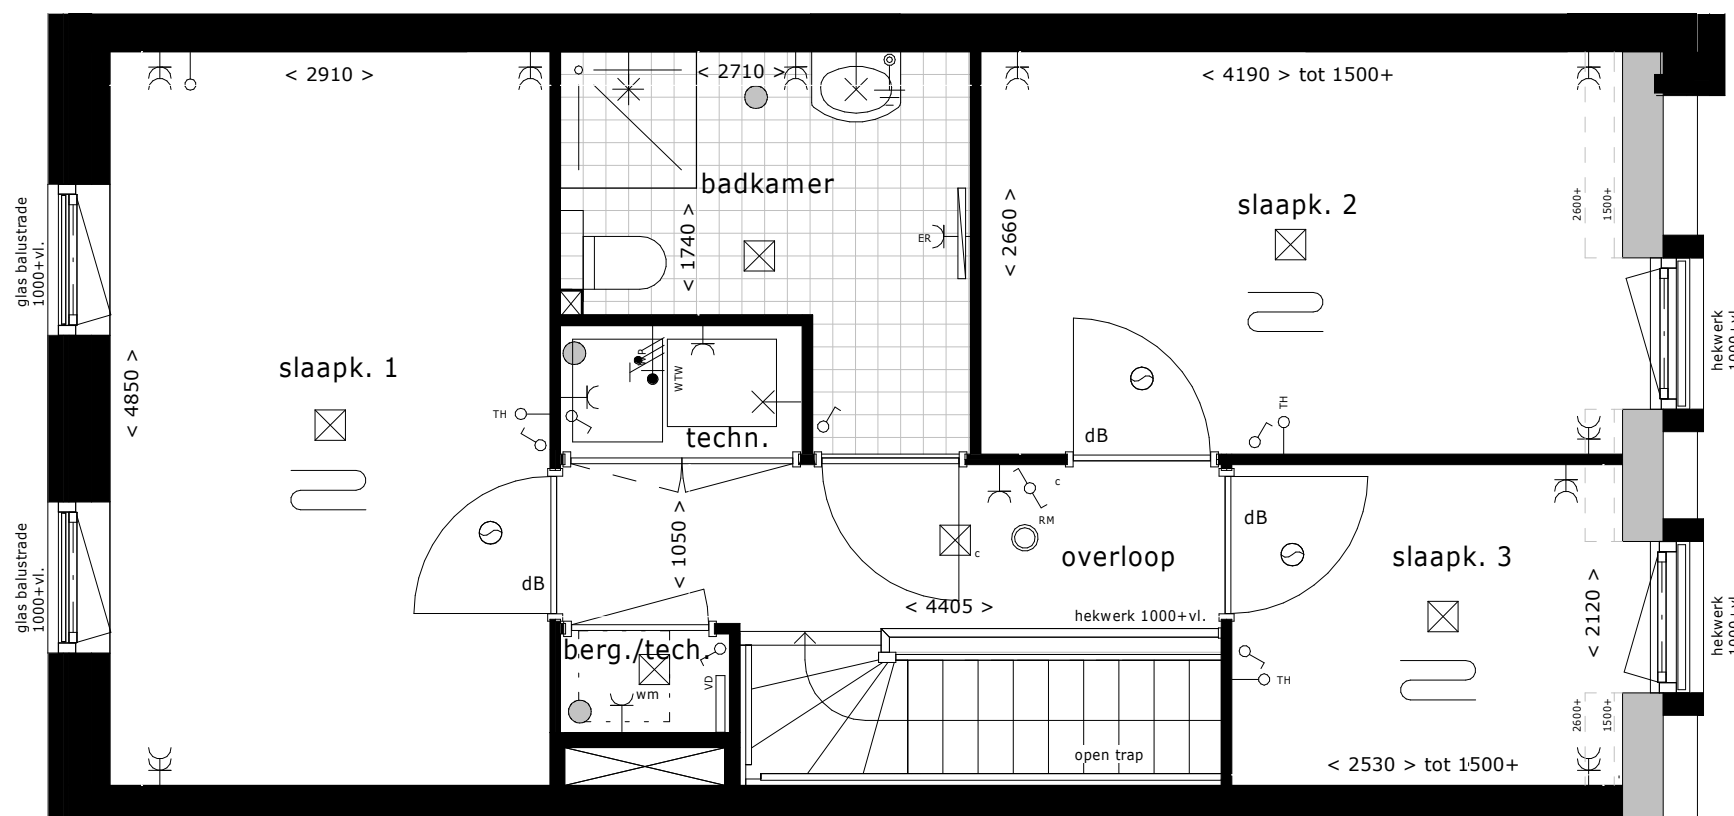 < 2910 >
< 2710 >
< 4190 > tot 1500+
badkamer
slaapk. 2
2600+
1500+
glas balustrade
1000+vl.
< 1740 >
ER
< 2660 >
hekwerk
slaapk. 1
< 4850 >
WTW
TH
techn.
dB
TH
c
RM
dB
< 1050 >
c
overloop
slaapk. 3
glas balustrade
1000+vl.
dB
< 4405 >
hekwerk 1000+vl.
< 2120 >
hekwerk
berg./tech.
wm
VD
TH
2600+
1500+
open trap
< 2530 > tot 1500+